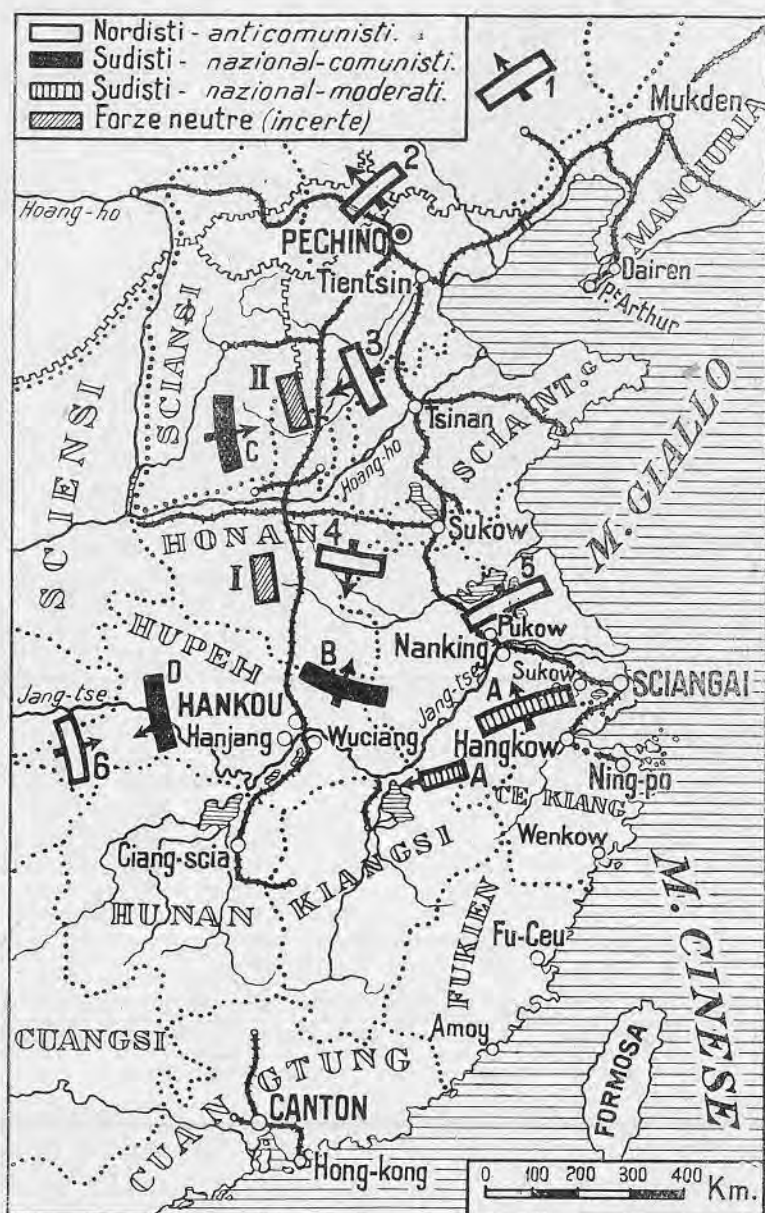 Nordisti - anticomunisti.
Sudisti - nazional-comunisti.
Sudisti - nazional-moderati.
Forze neutre (incerte)
1
Mukden
MANCIURIA
2
Hoang-ho
PECHINO
Tientsin
Dairen
Pt Arthur
SCIANSI
3
II
C
Tsinan
SCIANT.G
Hoang-ho
M. GIALLO
SCIENSI
Sukow
HONAN
4
I
5
HUPEH
Pukow
Nanking
B
D
Jang-tse
HANKOU
Jang-tse
A
Sukow
SCIANGAI
Hanjang
Wuciang
Hangkow
6
A
Ning-po
CE KIANG
Ciang-scia
KIANGSI
Wenkow
HUNAN
FUKIEN
Fu-Ceu
M. CINESE
CUANGSI
Amoy
CUANGTUNG
CANTON
FORMOSA
Hong-kong
0 100 200 300 400 Km.